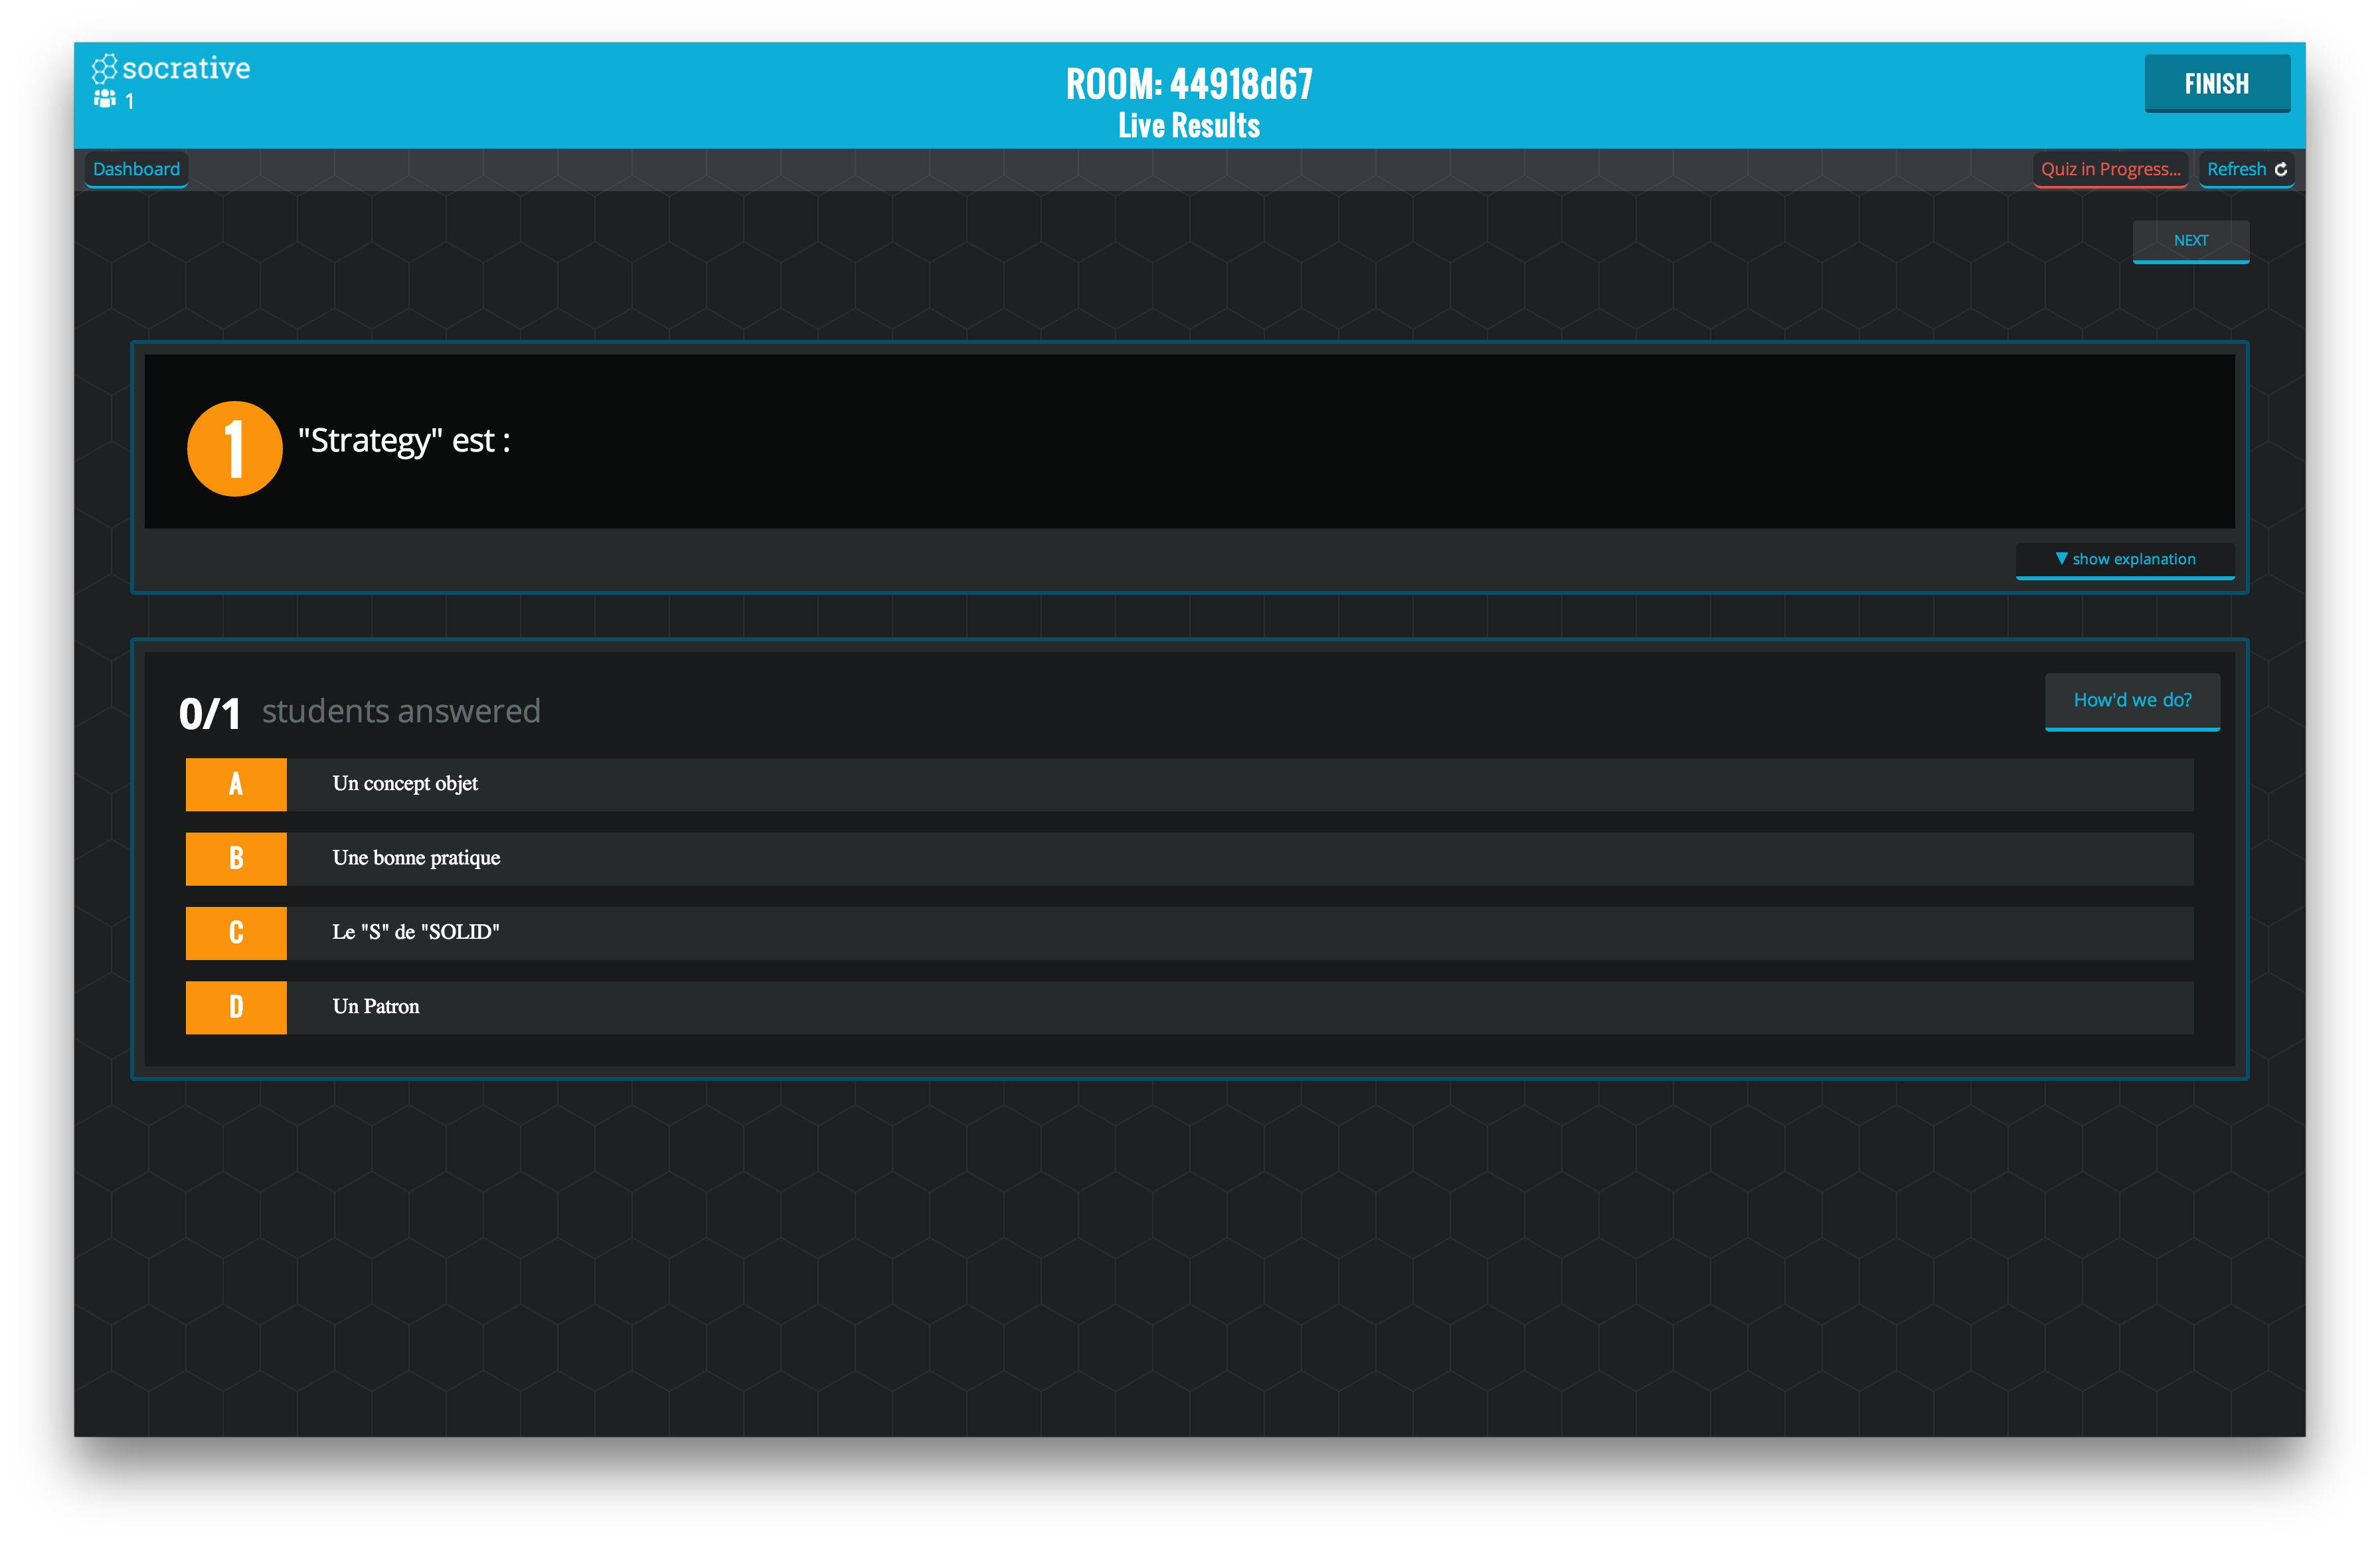 socrative
1
ROOM: 44918d67
Live Results
FINISH
Dashboard
Quiz in Progress...
Refresh
NEXT
1
"Strategy" est :
▼ show explanation
0/1 students answered
How'd we do?
A Un concept objet
B Une bonne pratique
C Le "S" de "SOLID"
D Un Patron